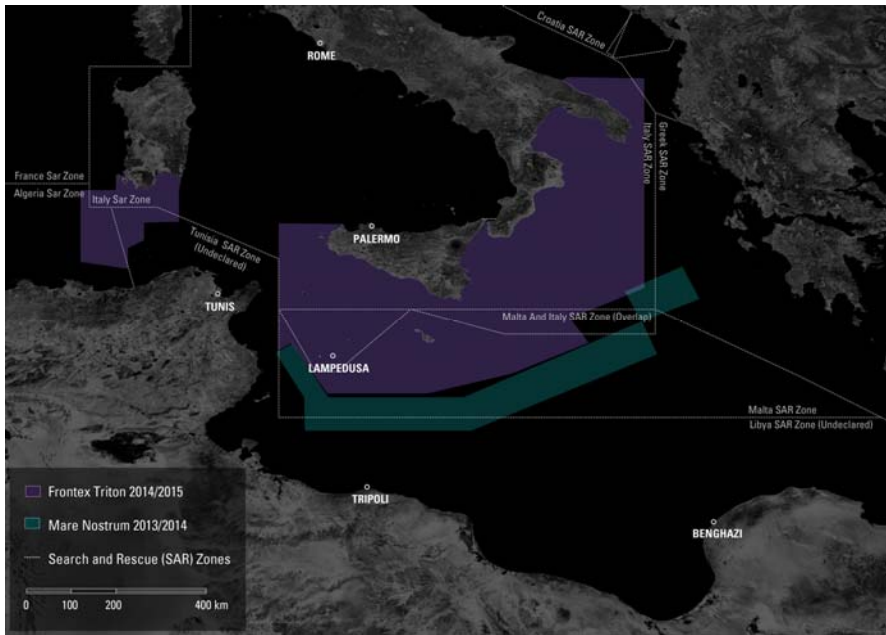 Croatia SAR Zone
ROME
Italy SAR Zone
Greek SAR Zone
France Sar Zone
Algeria Sar Zone
Italy Sar Zone
Tunisia SAR Zone
(Undeclared)
PALERMO
TUNIS
Malta And Italy SAR Zone (Overlap)
LAMPEDUSA
Malta SAR Zone
Libya SAR Zone (Undeclared)
TRIPOLI
BENGHAZI
Frontex Triton 2014/2015
Mare Nostrum 2013/2014
Search and Rescue (SAR) Zones
0 100 200 400 km